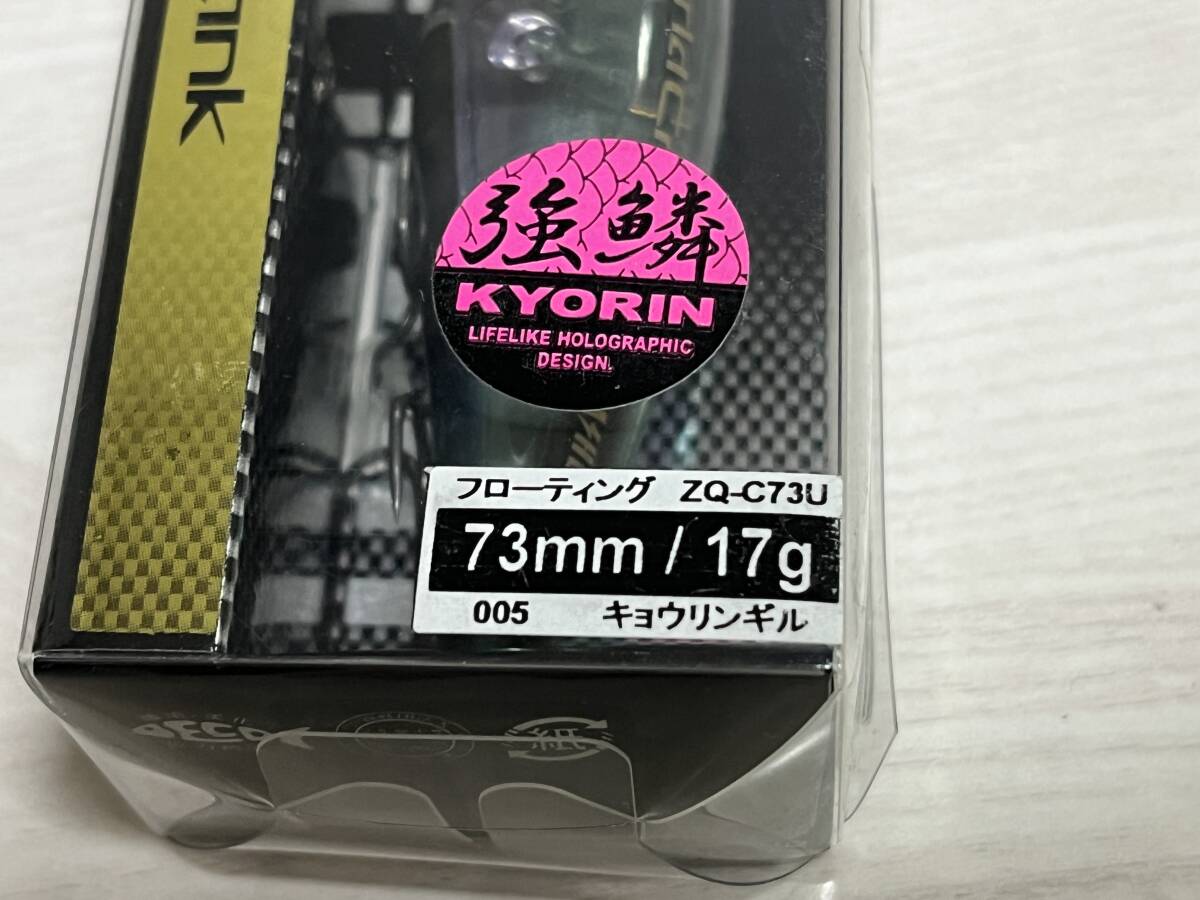 強鱗
KYORIN
LIFELIKE HOLOGRAPHIC
DESIGN.
フローティング ZQ-C73U
73mm / 17g
005 キョウリンギル
紙